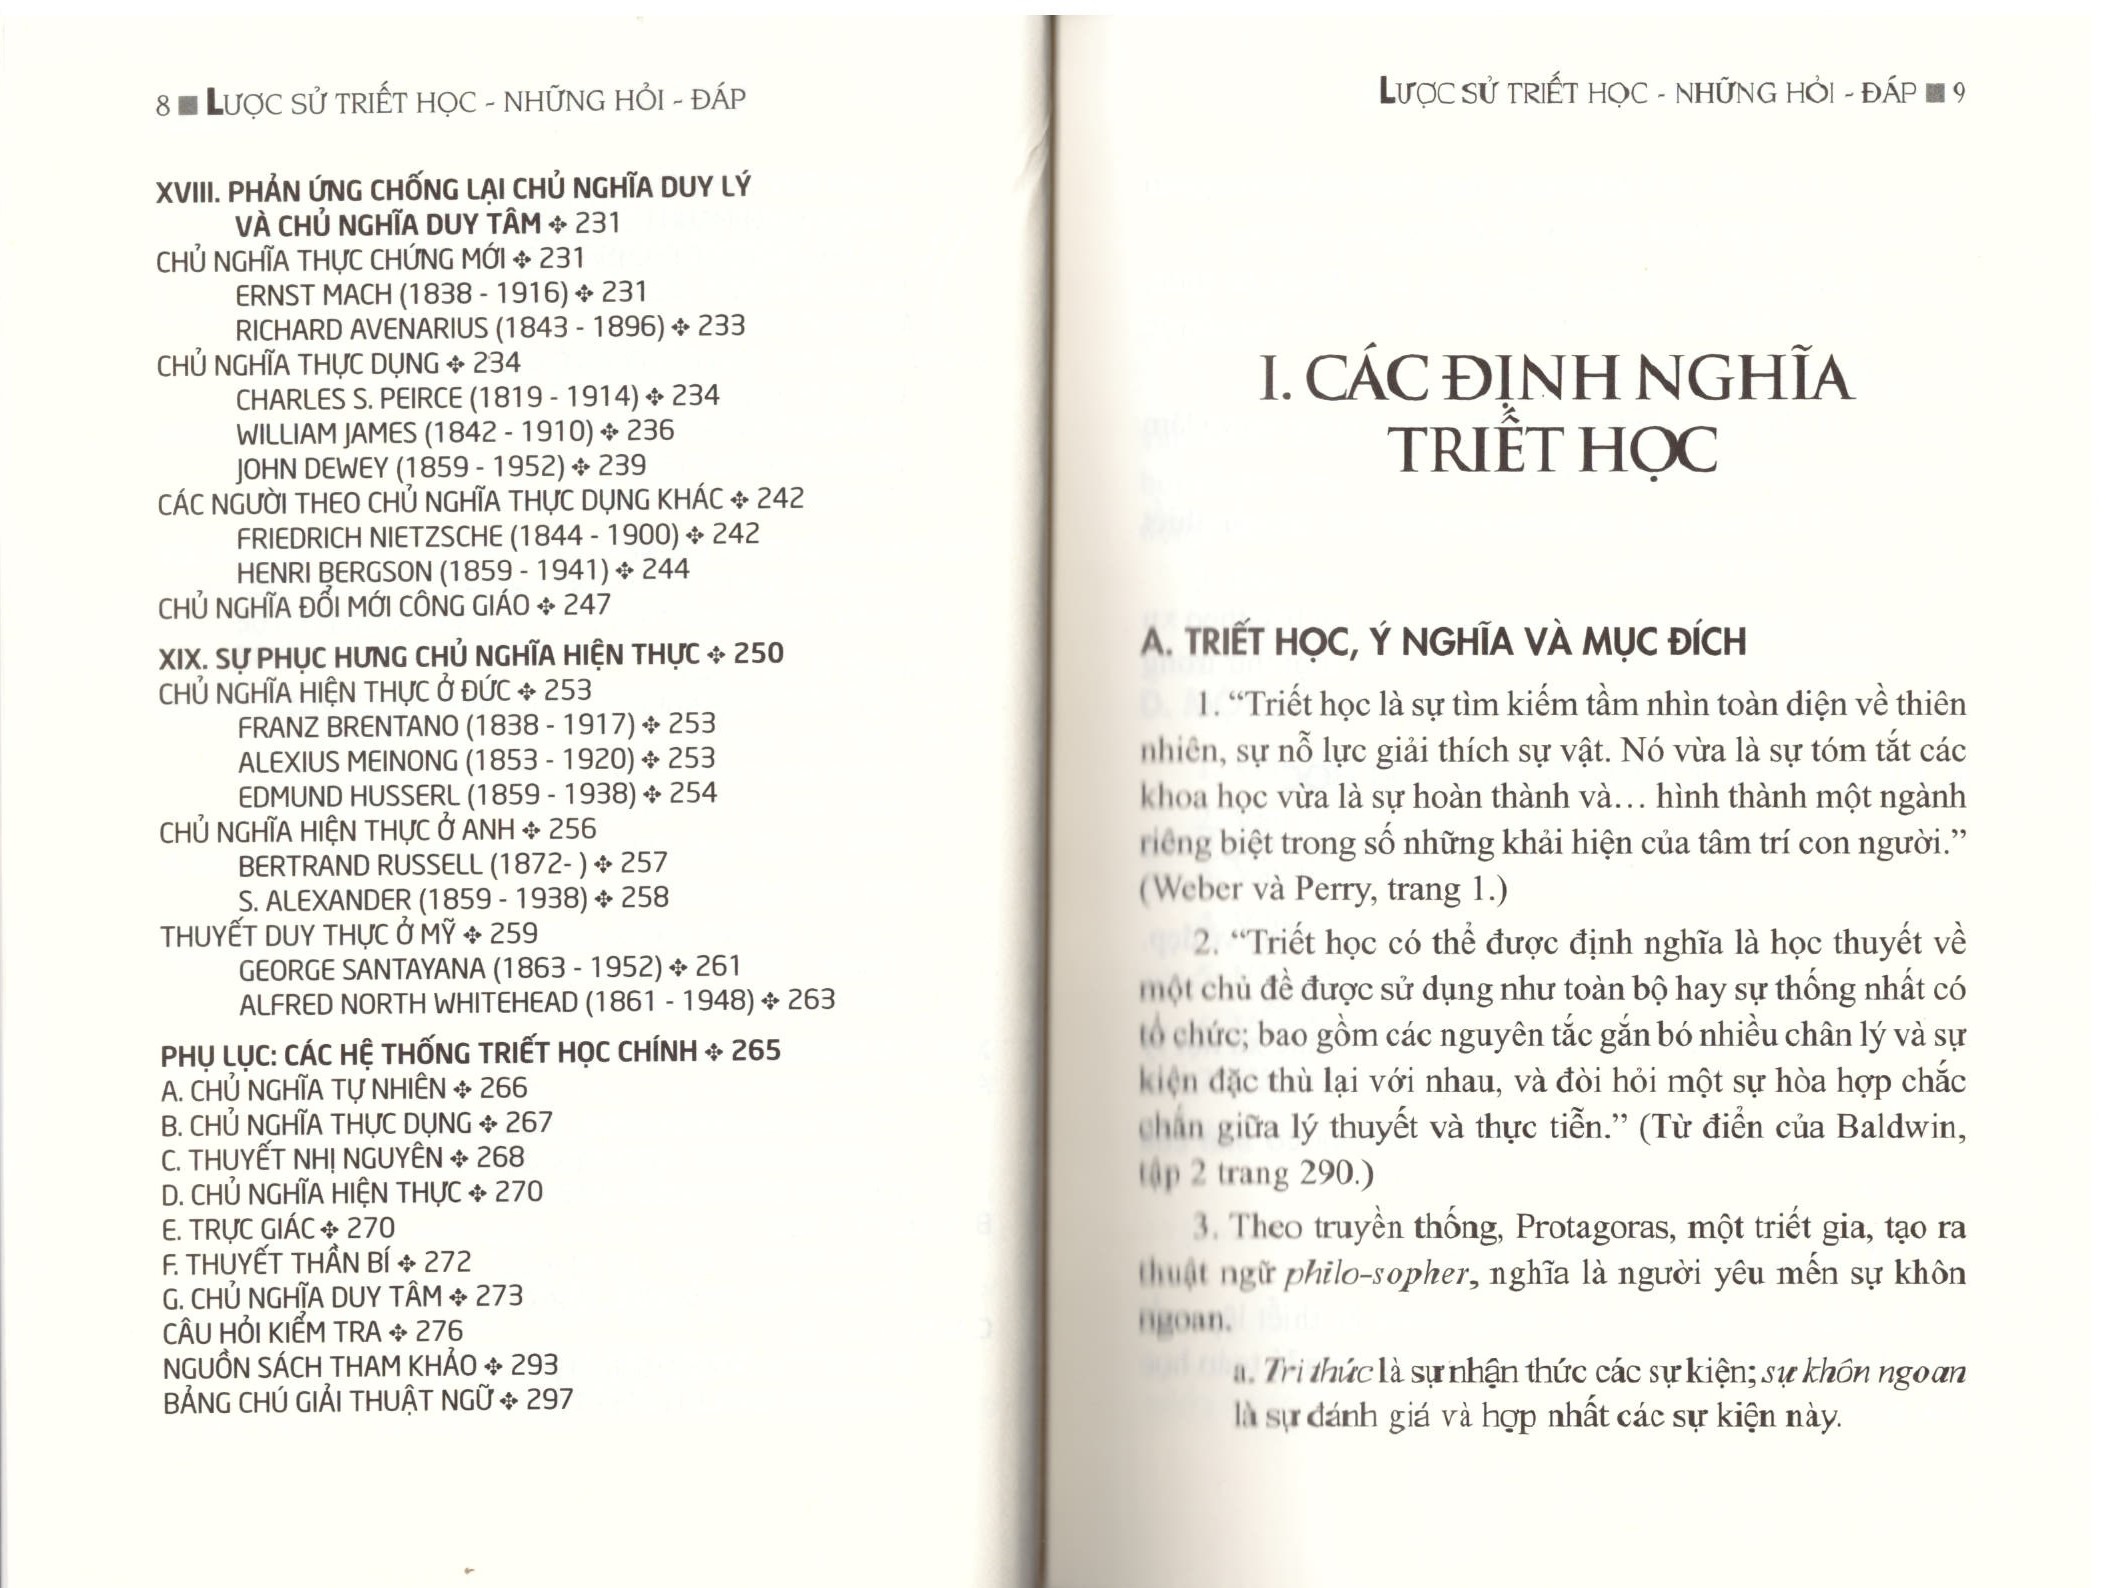 8 ■ LƯỢC SỬ TRIẾT HỌC - NHỮNG HỎI - ĐÁP
XVIII. PHẢN ỨNG CHỐNG LẠI CHỦ NGHĨA DUY LÝ
VÀ CHỦ NGHĨA DUY TÂM ✥ 231
CHỦ NGHĨA THỰC CHỨNG MỚI ✥ 231
ERNST MACH (1838 - 1916) ✥ 231
RICHARD AVENARIUS (1843 - 1896) ✥ 233
CHỦ NGHĨA THỰC DỤNG ✥ 234
CHARLES S. PEIRCE (1819 - 1914) ✥ 234
WILLIAM JAMES (1842 - 1910) ✥ 236
JOHN DEWEY (1859 - 1952) ✥ 239
CÁC NGƯỜI THEO CHỦ NGHĨA THỰC DỤNG KHÁC ✥ 242
FRIEDRICH NIETZSCHE (1844 - 1900) ✥ 242
HENRI BERGSON (1859 - 1941) ✥ 244
CHỦ NGHĨA ĐỔI MỚI CÔNG GIÁO ✥ 247
XIX. SỰ PHỤC HƯNG CHỦ NGHĨA HIỆN THỰC ✥ 250
CHỦ NGHĨA HIỆN THỰC Ở ĐỨC ✥ 253
FRANZ BRENTANO (1838 - 1917) ✥ 253
ALEXIUS MEINONG (1853 - 1920) ✥ 253
EDMUND HUSSERL (1859 - 1938) ✥ 254
CHỦ NGHĨA HIỆN THỰC Ở ANH ✥ 256
BERTRAND RUSSELL (1872- ) ✥ 257
S. ALEXANDER (1859 - 1938) ✥ 258
THUYẾT DUY THỰC Ở MỸ ✥ 259
GEORGE SANTAYANA (1863 - 1952) ✥ 261
ALFRED NORTH WHITEHEAD (1861 - 1948) ✥ 263
PHỤ LỤC: CÁC HỆ THỐNG TRIẾT HỌC CHÍNH ✥ 265
A. CHỦ NGHĨA TỰ NHIÊN ✥ 266
B. CHỦ NGHĨA THỰC DỤNG ✥ 267
C. THUYẾT NHỊ NGUYÊN ✥ 268
D. CHỦ NGHĨA HIỆN THỰC ✥ 270
E. TRỰC GIÁC ✥ 270
F. THUYẾT THẦN BÍ ✥ 272
G. CHỦ NGHĨA DUY TÂM ✥ 273
CÂU HỎI KIỂM TRA ✥ 276
NGUỒN SÁCH THAM KHẢO ✥ 293
BẢNG CHÚ GIẢI THUẬT NGỮ ✥ 297
LƯỢC SỬ TRIẾT HỌC - NHỮNG HỎI - ĐÁP ■ 9
I. CÁC ĐỊNH NGHĨA
TRIẾT HỌC
A. TRIẾT HỌC, Ý NGHĨA VÀ MỤC ĐÍCH
1. “Triết học là sự tìm kiếm tầm nhìn toàn diện về thiên
nhiên, sự nỗ lực giải thích sự vật. Nó vừa là sự tóm tắt các
khoa học vừa là sự hoàn thành và… hình thành một ngành
riêng biệt trong số những khải hiện của tâm trí con người.”
(Weber và Perry, trang 1.)
2. “Triết học có thể được định nghĩa là học thuyết về
một chủ đề được sử dụng như toàn bộ hay sự thống nhất có
tổ chức; bao gồm các nguyên tắc gắn bó nhiều chân lý và sự
kiện đặc thù lại với nhau, và đòi hỏi một sự hòa hợp chắc
chắn giữa lý thuyết và thực tiễn.” (Từ điển của Baldwin,
tập 2 trang 290.)
3. Theo truyền thống, Protagoras, một triết gia, tạo ra
thuật ngữ philo-sopher, nghĩa là người yêu mến sự khôn
ngoan.
a. Tri thức là sự nhận thức các sự kiện; sự khôn ngoan
là sự đánh giá và hợp nhất các sự kiện này.